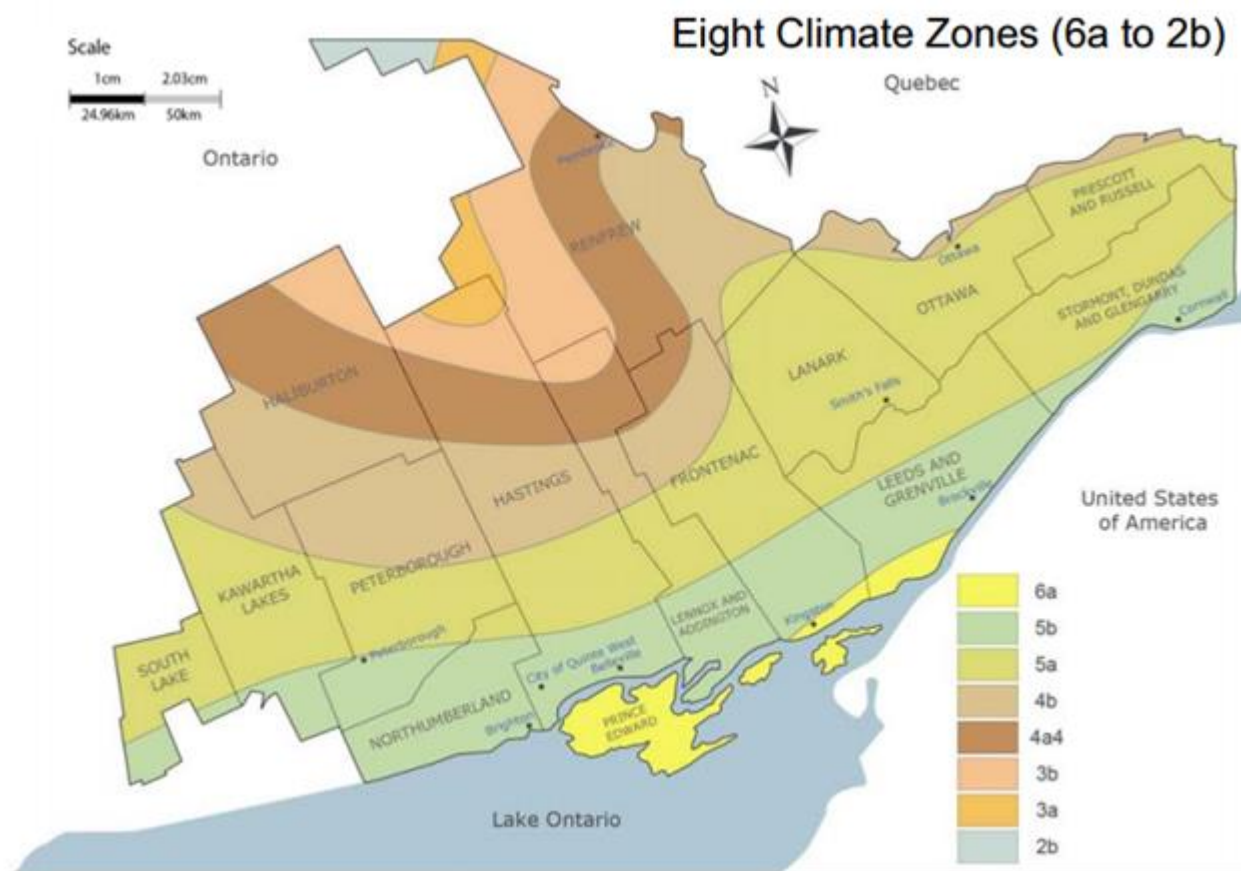 Eight Climate Zones (6a to 2b)
Scale
1cm 2.03cm
24.96km 50km
N
Quebec
Ontario
Pembroke
PRESCOTT
AND RUSSELL
RENFREW
Ottawa
OTTAWA
STORMONT, DUNDAS
AND GLENGARRY
Cornwall
HALIBURTON
LANARK
Smith's Falls
FRONTENAC
HASTINGS
LEEDS AND
GRENVILLE
Brockville
United States
of America
PETERBOROUGH
KAWARTHA
LAKES
LENNOX AND
ADDINGTON
Kingston
Peterborough
SOUTH
LAKE
City of Quinte West
Belleville
NORTHUMBERLAND
Brighton
PRINCE
EDWARD
Lake Ontario
6a
5b
5a
4b
4a4
3b
3a
2b